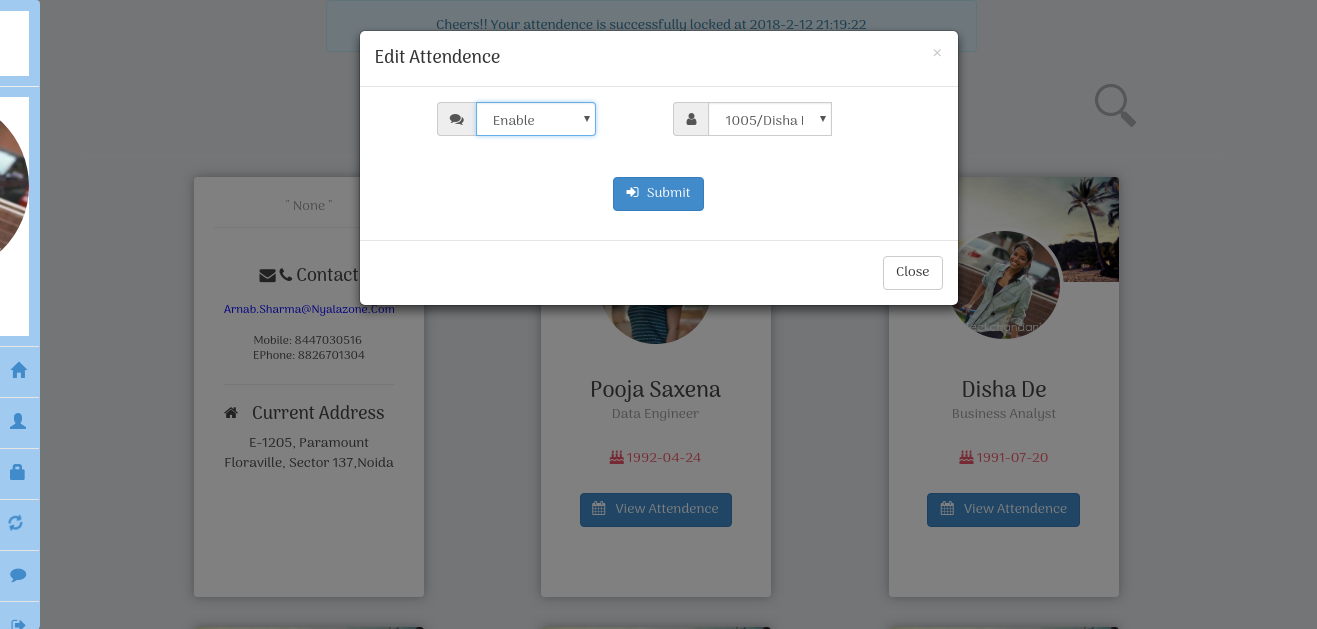 Cheers!! Your attendence is successfully locked at 2018-2-12 21:19:22
Edit Attendence
×
Enable
1005/Disha
Submit
Close
" None "
Contact
Arnab.Sharma@Nyalazone.Com
Mobile: 8447030516
EPhone: 8826701304
Current Address
E-1205, Paramount
Floraville, Sector 137,Noida
Pooja Saxena
Data Engineer
1992-04-24
View Attendence
Disha De
Business Analyst
1991-07-20
View Attendence